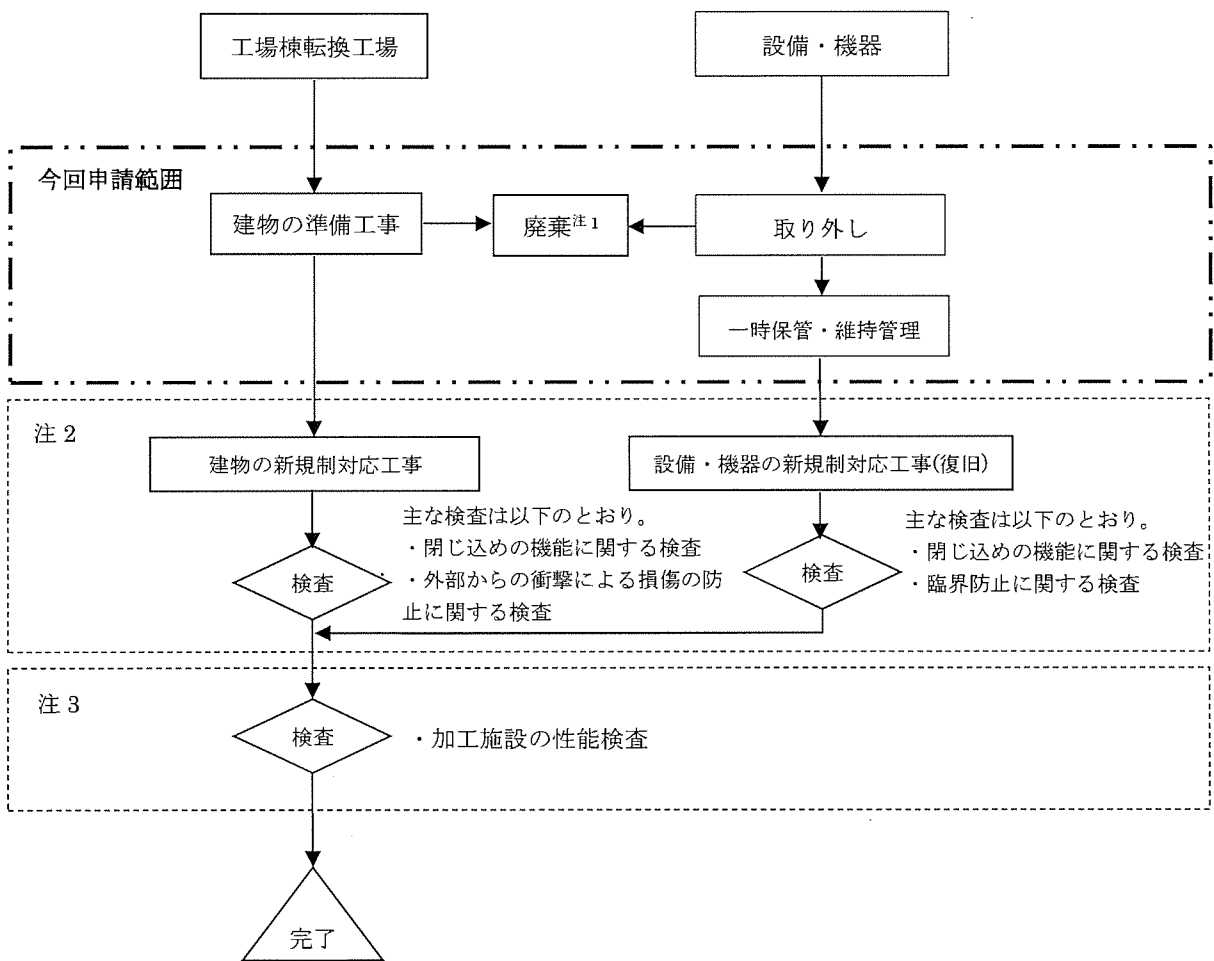 工場棟転換工場
設備・機器
今回申請範囲
建物の準備工事
廃棄注1
取り外し
一時保管・維持管理
注 2
建物の新規制対応工事
設備・機器の新規制対応工事(復旧)
主な検査は以下のとおり。
・閉じ込めの機能に関する検査
・外部からの衝撃による損傷の防
止に関する検査
検査
主な検査は以下のとおり。
・閉じ込めの機能に関する検査
・臨界防止に関する検査
検査
注 3
検査
・加工施設の性能検査
完了